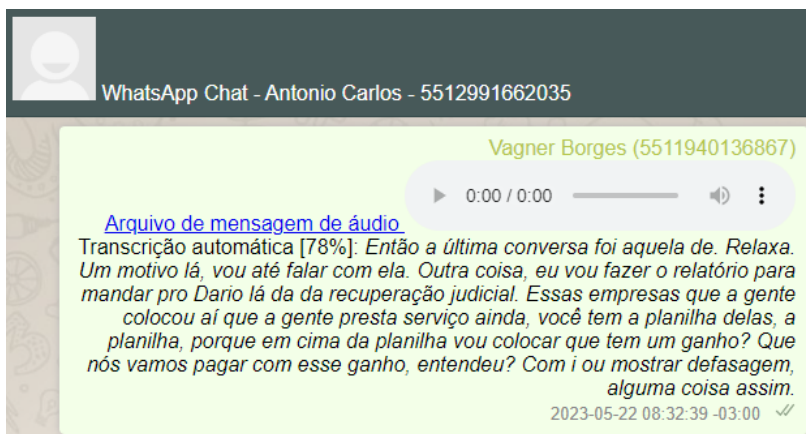 WhatsApp Chat - Antonio Carlos - 5512991662035
Vagner Borges (5511940136867)
0:00 / 0:00
Arquivo de mensagem de áudio
Transcrição automática [78%]: Então a última conversa foi aquela de. Relaxa.
Um motivo lá, vou até falar com ela. Outra coisa, eu vou fazer o relatório para
mandar pro Dario lá da da recuperação judicial. Essas empresas que a gente
colocou aí que a gente presta serviço ainda, você tem a planilha delas, a
planilha, porque em cima da planilha vou colocar que tem um ganho? Que
nós vamos pagar com esse ganho, entendeu? Com i ou mostrar defasagem,
alguma coisa assim.
2023-05-22 08:32:39 -03:00